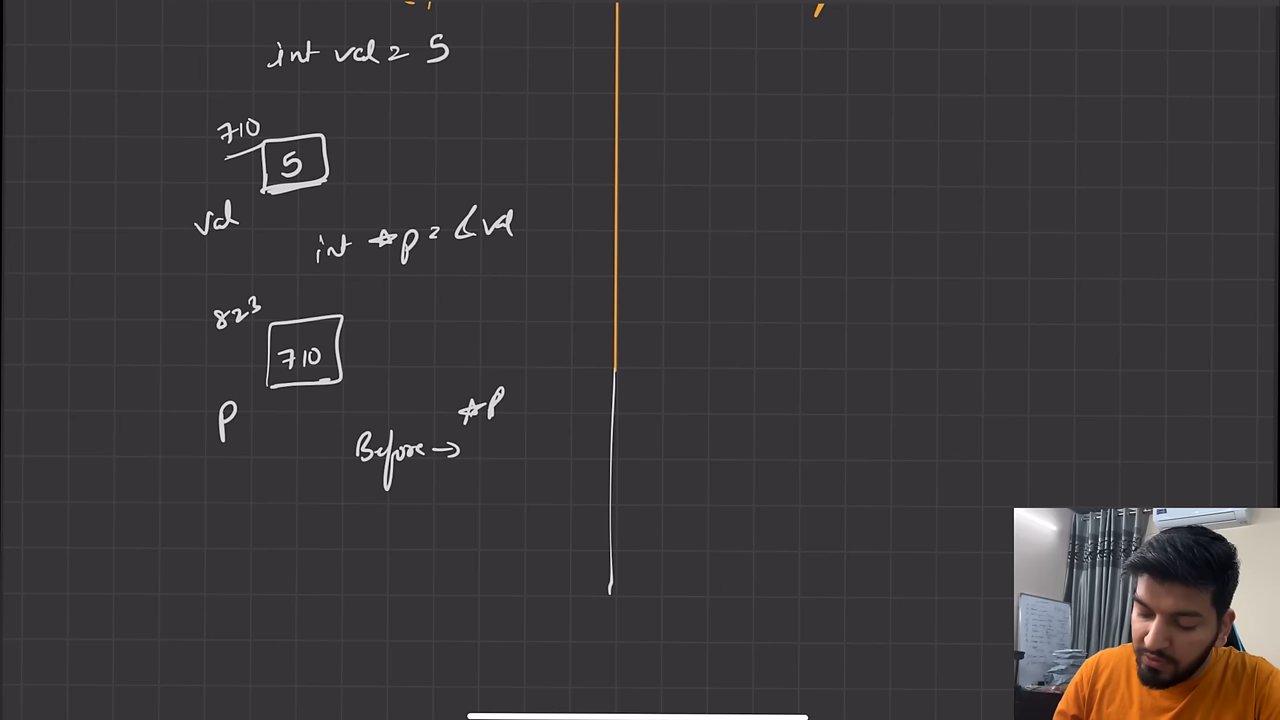 int val = 5
710
5
val
int *p = &val
823
710
p
*p
Before →